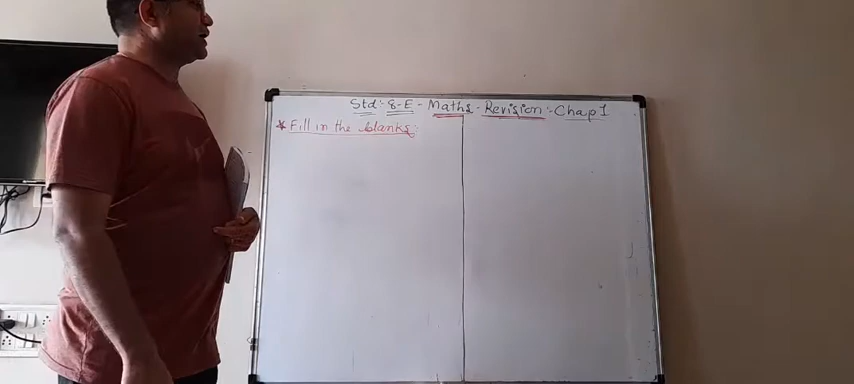 Std:- 8-E - Maths - Revision :- Chap 1
* Fill in the blanks:-